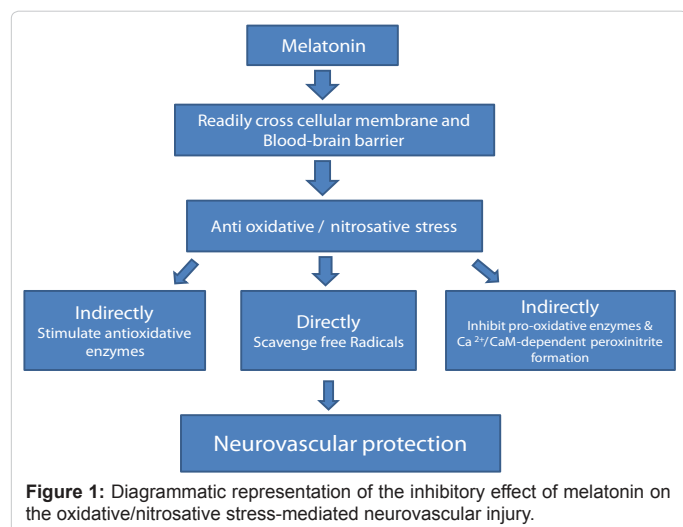 Melatonin
Readily cross cellular membrane and
Blood-brain barrier
Anti oxidative / nitrosative stress
Indirectly
Stimulate antioxidative
enzymes
Directly
Scavenge free Radicals
Indirectly
Inhibit pro-oxidative enzymes &
Ca 2+/CaM-dependent peroxinitrite
formation
Neurovascular protection
Figure 1: Diagrammatic representation of the inhibitory effect of melatonin on
the oxidative/nitrosative stress-mediated neurovascular injury.